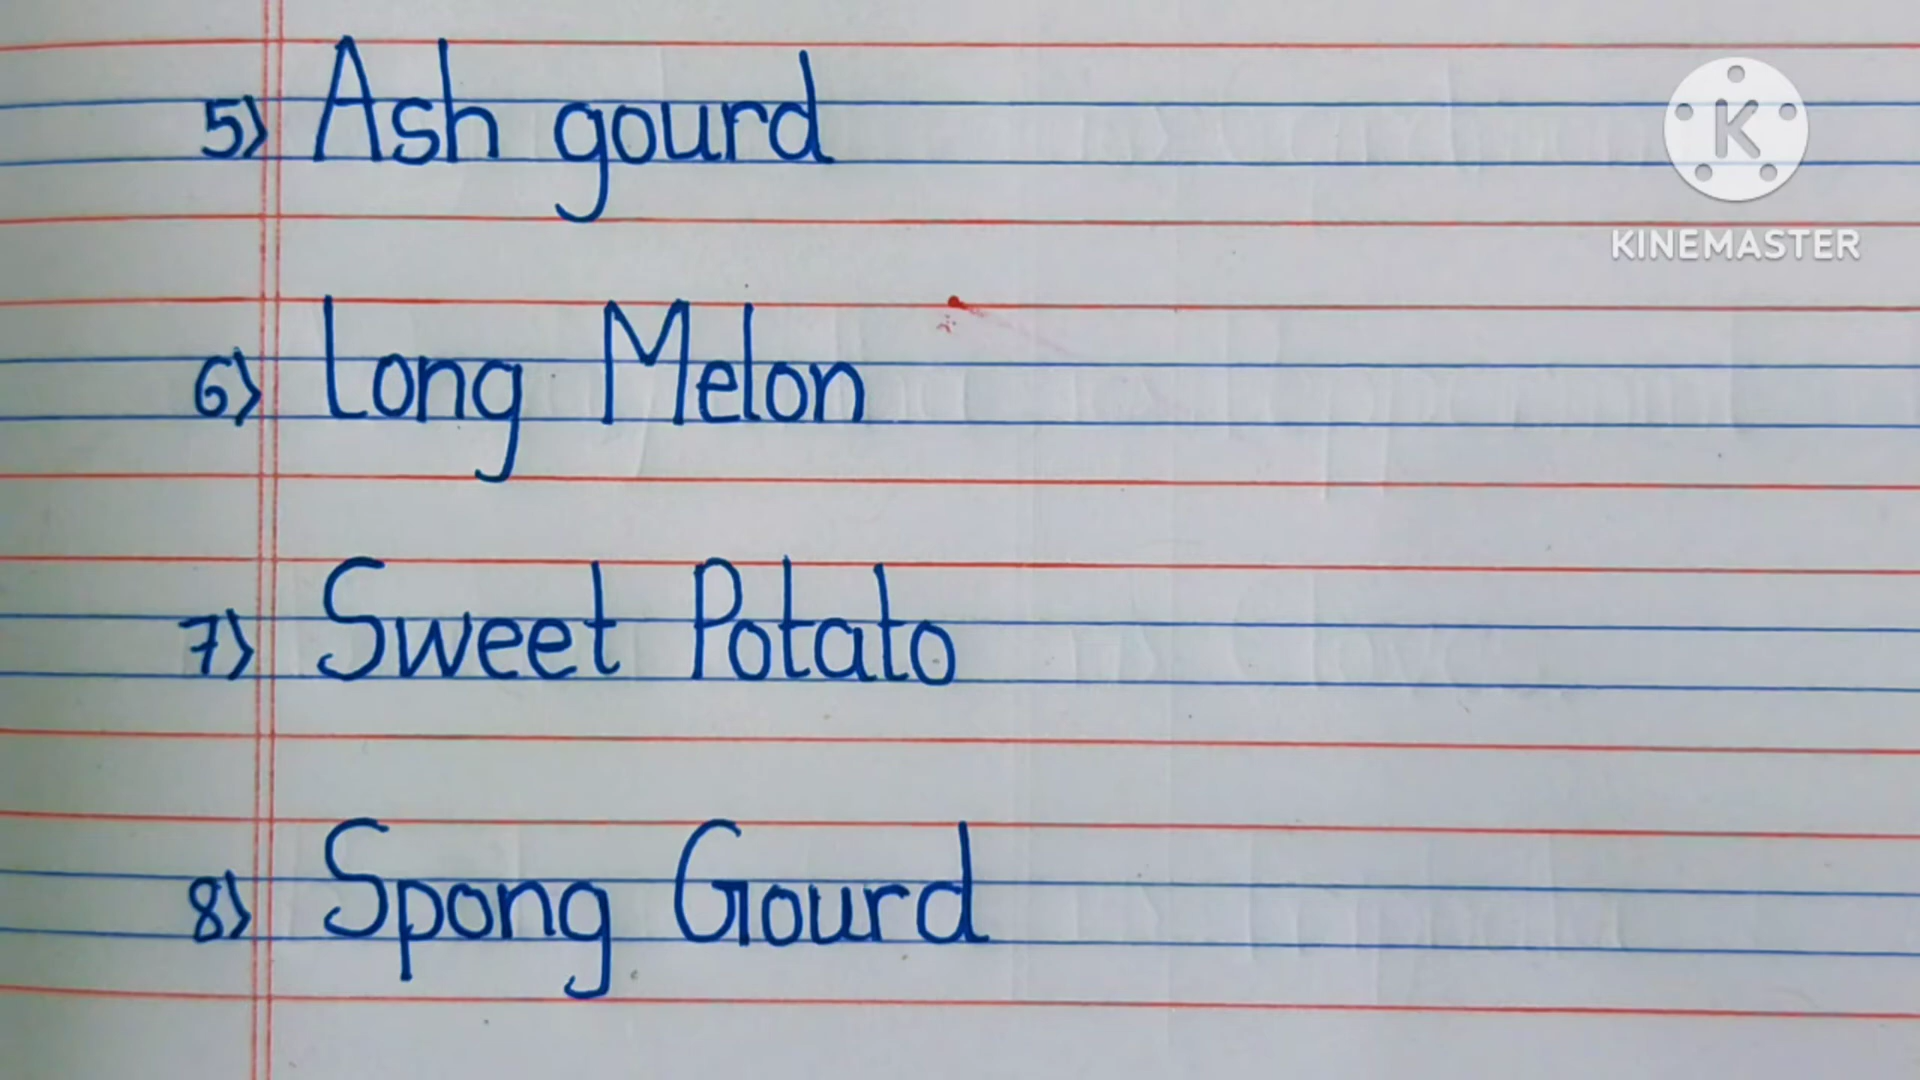 5) Ash gourd
K
KINEMASTER
6) Long Melon
7) Sweet Potato
8) Spong Gourd